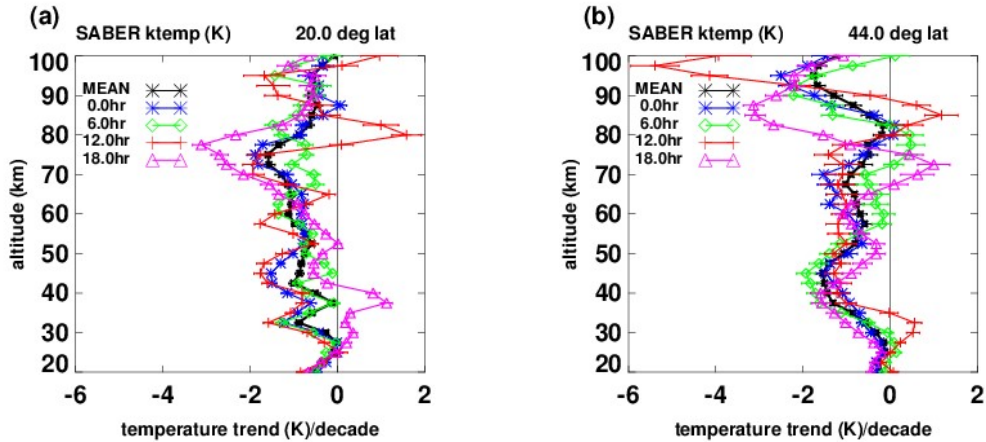 (a)
SABER ktemp (K) 20.0 deg lat
100
90
80
70
60
50
40
30
20
MEAN
0.0hr
6.0hr
12.0hr
18.0hr
altitude (km)
-6 -4 -2 0 2
temperature trend (K)/decade
(b)
SABER ktemp (K) 44.0 deg lat
100
90
80
70
60
50
40
30
20
MEAN
0.0hr
6.0hr
12.0hr
18.0hr
altitude (km)
-6 -4 -2 0 2
temperature trend (K)/decade